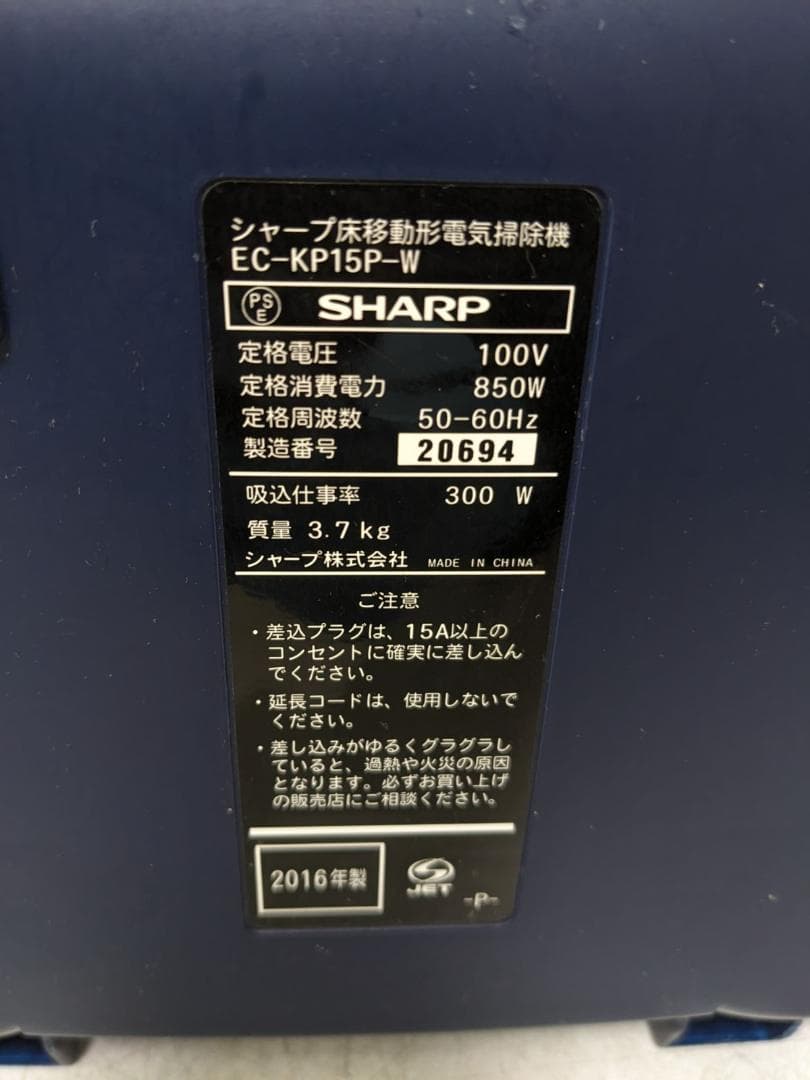 シャープ床移動形電気掃除機
EC-KP15P-W
PSE SHARP
定格電圧 100V
定格消費電力 850W
定格周波数 50-60Hz
製造番号 20694
吸込仕事率 300 W
質量 3.7kg
シャープ株式会社 MADE IN CHINA
ご注意
・差込プラグは、15A以上の
コンセントに確実に差し込ん
でください。
・延長コードは、使用しないで
ください。
・差し込みがゆるくグラグラし
ていると、過熱や火災の原因
となります。必ずお買い上げ
の販売店にご相談ください。
2016年製 JET -P-